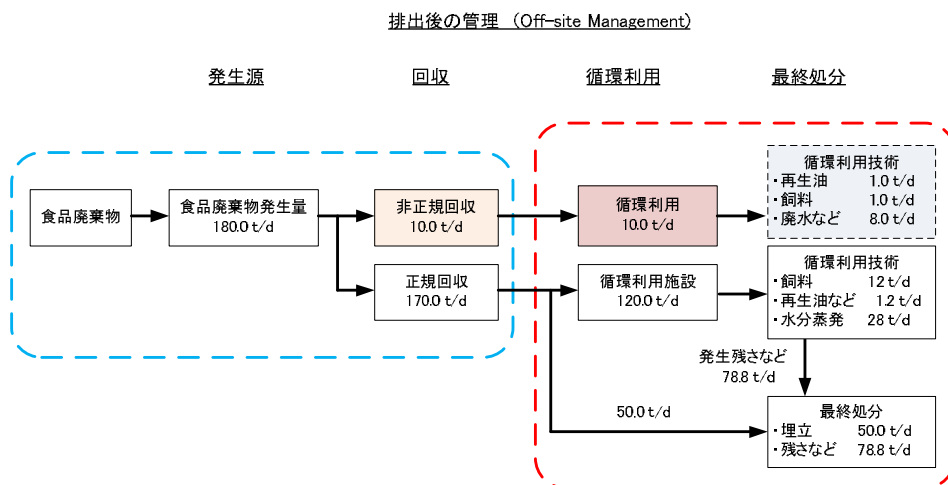 排出後の管理 (Off-site Management)
発生源
回収
循環利用
最終処分
食品廃棄物
食品廃棄物発生量
180.0 t/d
非正規回収
10.0 t/d
循環利用
10.0 t/d
循環利用技術
・再生油 1.0 t/d
・飼料 1.0 t/d
・廃水など 8.0 t/d
正規回収
170.0 t/d
循環利用施設
120.0 t/d
循環利用技術
・飼料 12 t/d
・再生油など 1.2 t/d
・水分蒸発 28 t/d
発生残さなど
78.8 t/d
50.0 t/d
最終処分
・埋立 50.0 t/d
・残さなど 78.8 t/d